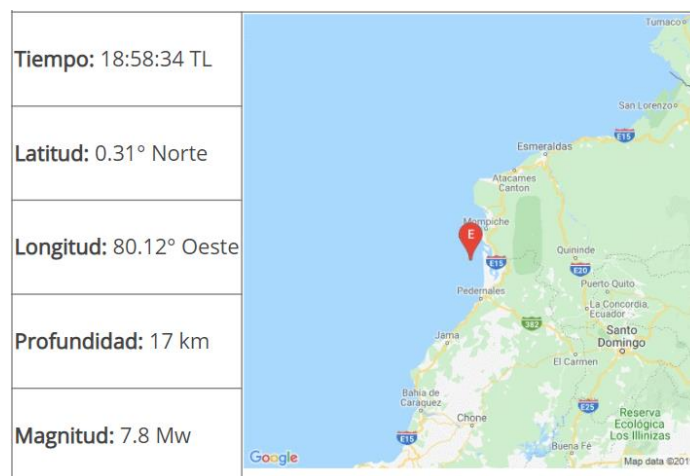 Tiempo: 18:58:34 TL
Latitud: 0.31° Norte
Longitud: 80.12° Oeste
Profundidad: 17 km
Magnitud: 7.8 Mw
Tumaco
San Lorenzo
E15
Esmeraldas
Atacames
Canton
Mompiche
E
E15
Quininde
E20
Puerto Quito
Pedernales
La Concordia,
Ecuador
382
Santo
Domingo
Jama
El Carmen
Bahia de
Caraquez
Chone
E25
Reserva
Ecológica
Los Illinizas
E15
Buena Fé
Google
Map data ©201